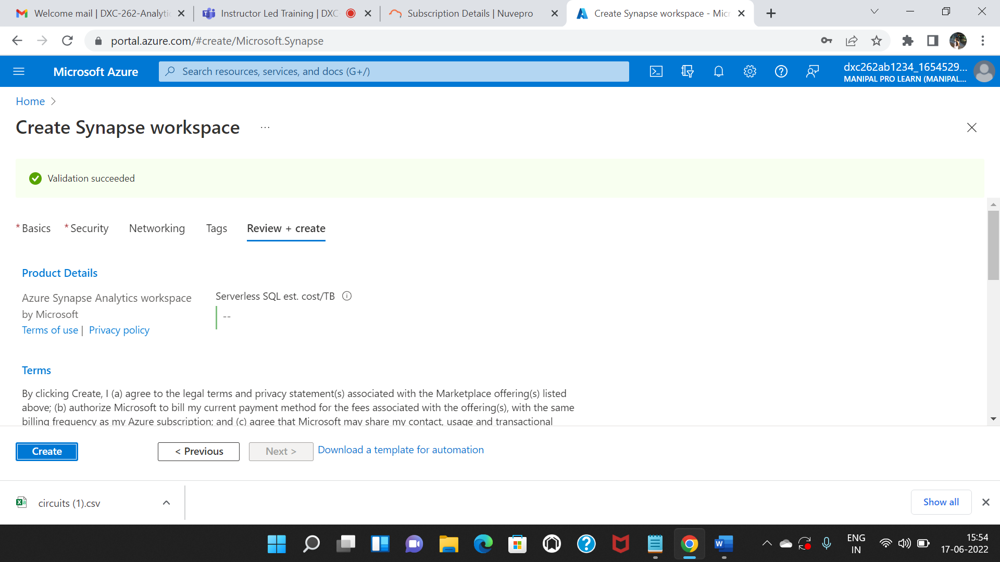 Welcome mail | DXC-262-Analytic
Instructor Led Training | DXC-
Subscription Details | Nuvepro
Create Synapse workspace - Micr
portal.azure.com/#create/Microsoft.Synapse
Microsoft Azure
Search resources, services, and docs (G+/)
dxc262ab1234_1654529...
MANIPAL PRO LEARN (MANIPAL...
Home
Create Synapse workspace ...
Validation succeeded
* Basics * Security Networking Tags Review + create
Product Details
Azure Synapse Analytics workspace
by Microsoft
Terms of use | Privacy policy
Serverless SQL est. cost/TB
--
Terms
By clicking Create, I (a) agree to the legal terms and privacy statement(s) associated with the Marketplace offering(s) listed
above; (b) authorize Microsoft to bill my current payment method for the fees associated with the offering(s), with the same
billing frequency as my Azure subscription; and (c) agree that Microsoft may share my contact, usage and transactional
Create < Previous Next > Download a template for automation
circuits (1).csv
Show all
ENG
IN
15:54
17-06-2022